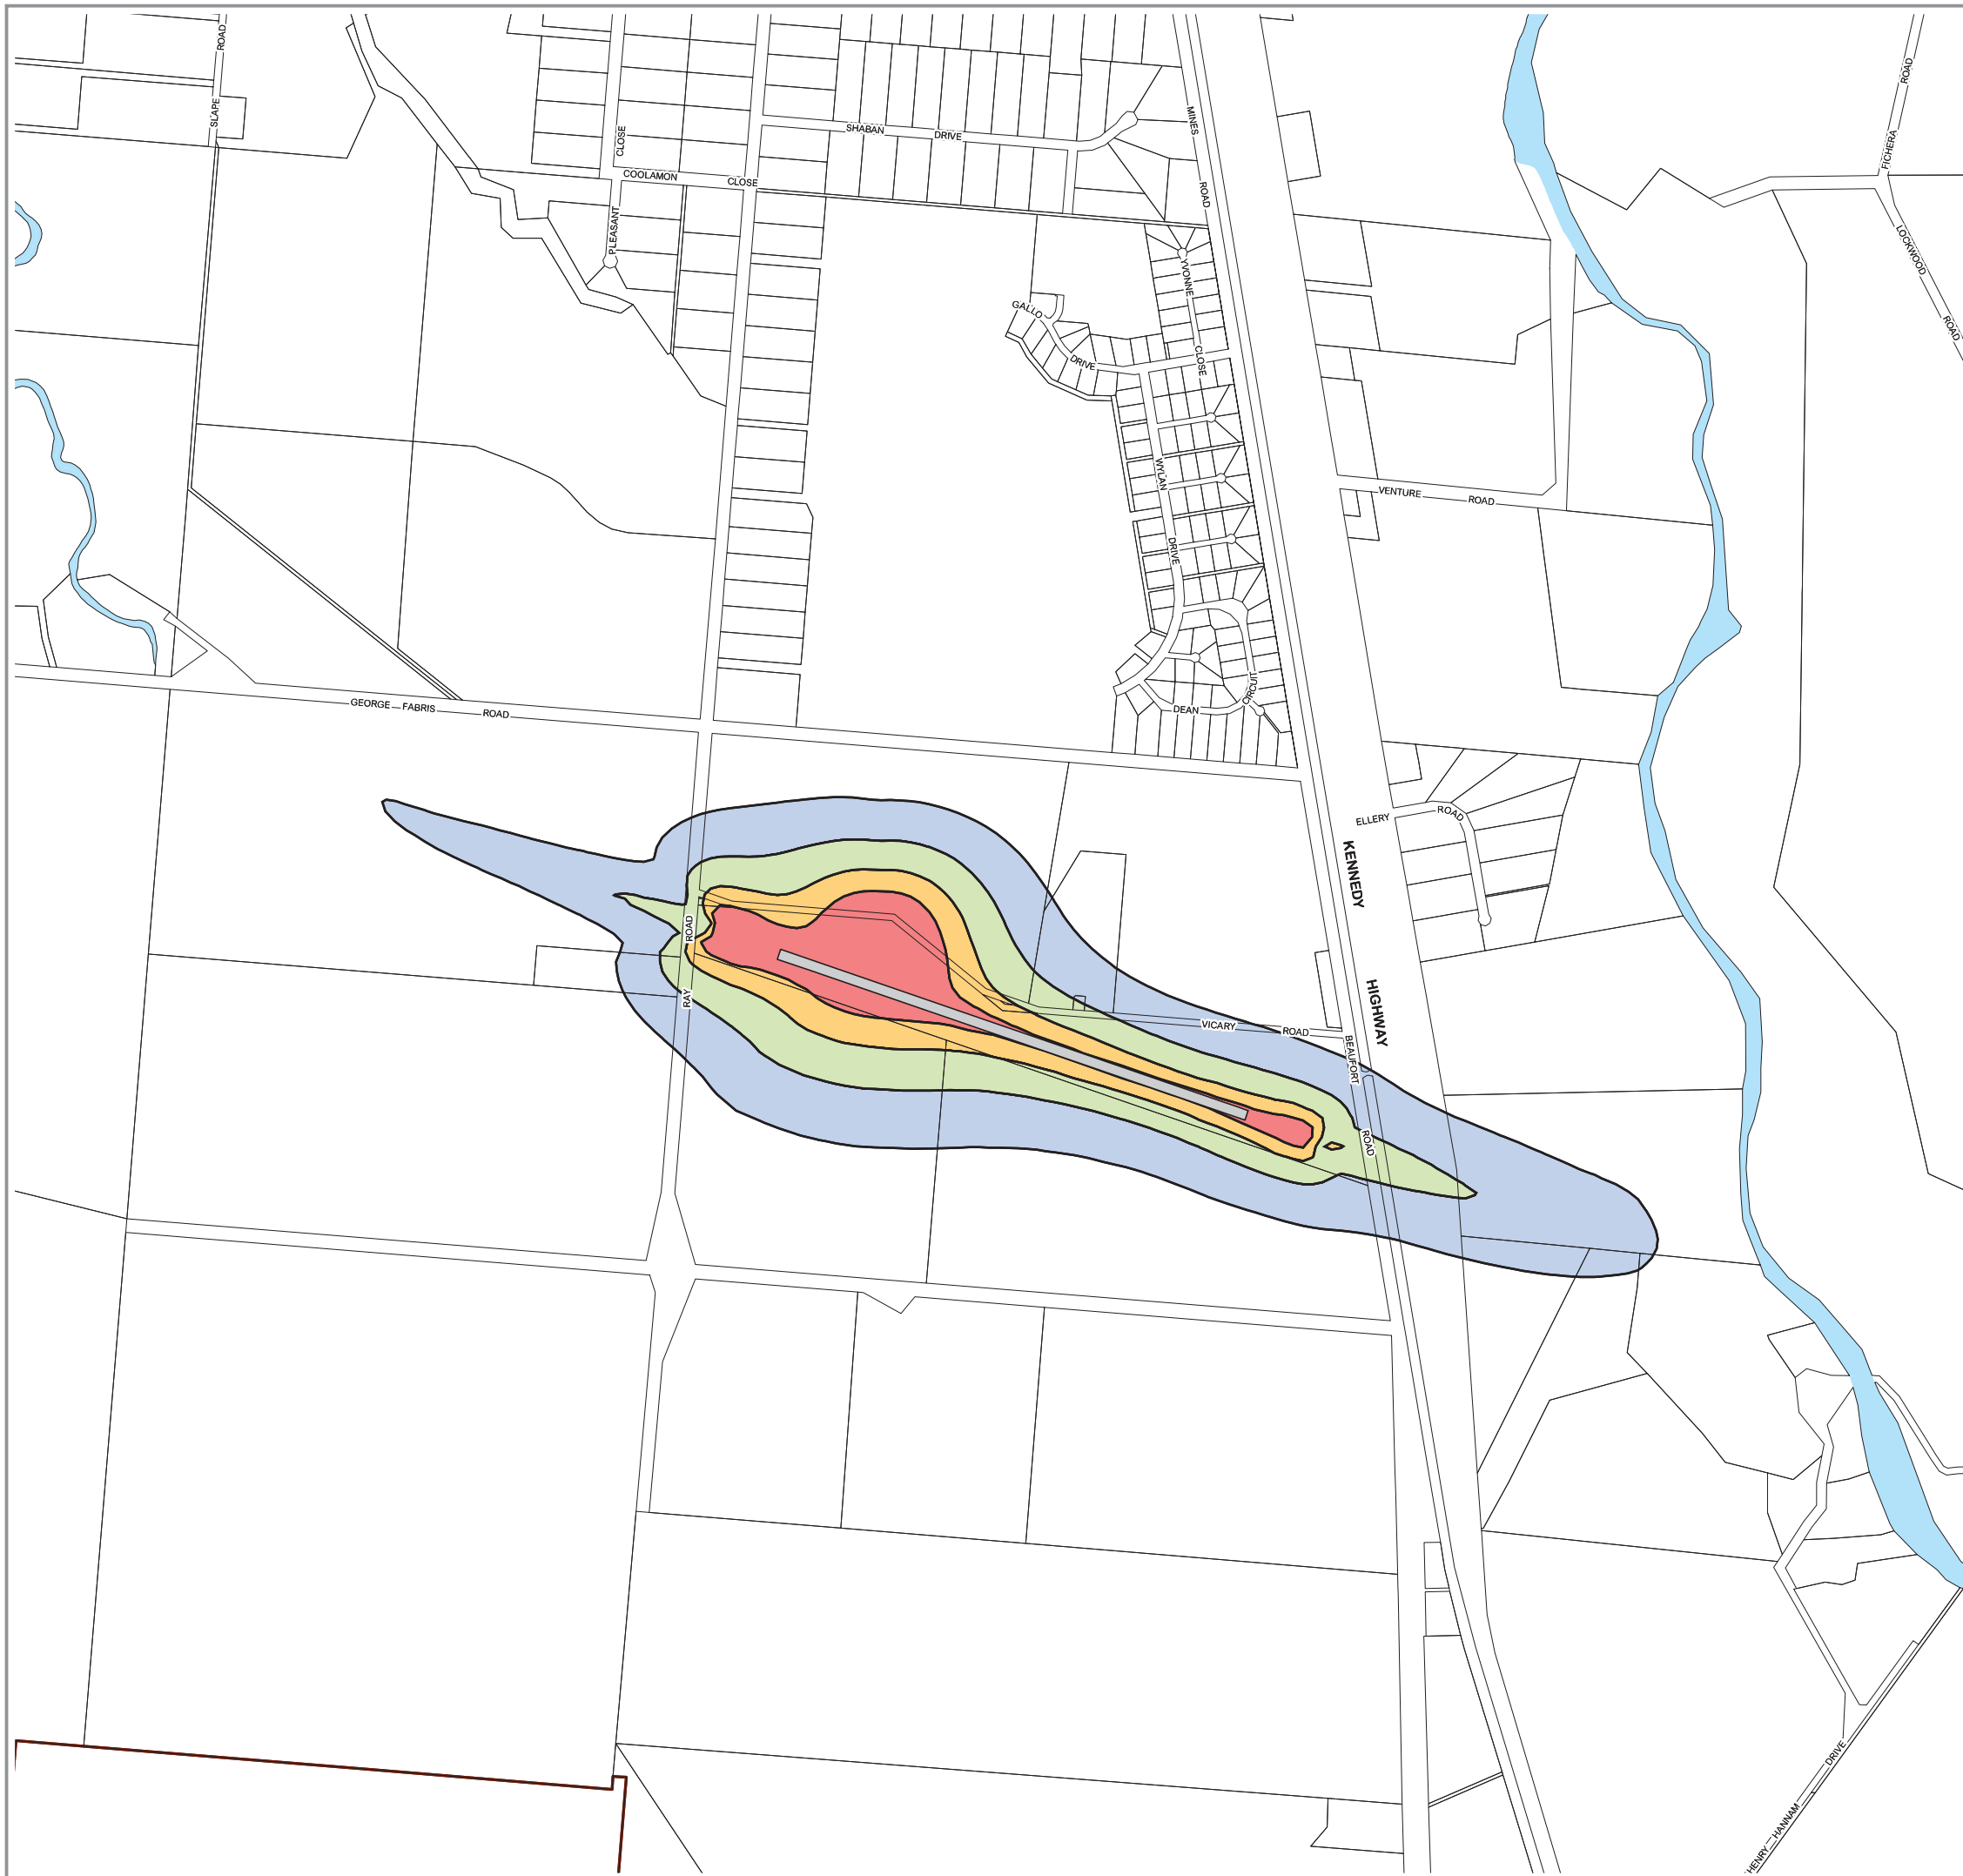 ROAD
SLAPE
CLOSE
PLEASANT
COOLAMON
CLOSE
SHABAN
DRIVE
MINES
ROAD
FICHERA
ROAD
LOCKWOOD
ROAD
YVONNE
CLOSE
GALLO
DRIVE
WYLAN
DRIVE
VENTURE
ROAD
DEAN
CIRCUIT
GEORGE
FABRIS
ROAD
ELLERY
ROAD
KENNEDY
HIGHWAY
ROAD
RAY
VICARY
ROAD
BEAUFORT
ROAD
HENRY
HANNAM
DRIVE